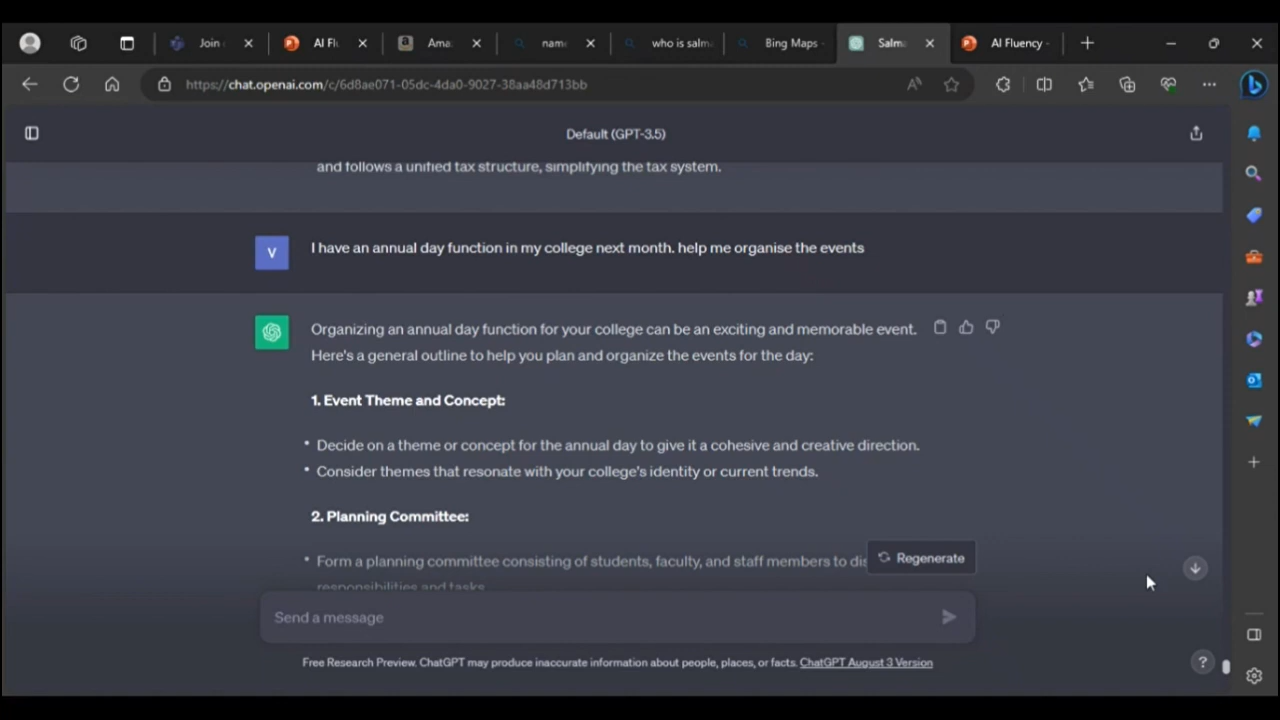 Join
AI Flu
Ama
nam
who is salm
Bing Maps -
Salm
AI Fluency -
https://chat.openai.com/c/6d8ae071-05dc-4da0-9027-38aa48d713bb
Default (GPT-3.5)
and follows a unified tax structure, simplifying the tax system.
V
I have an annual day function in my college next month. help me organise the events
Organizing an annual day function for your college can be an exciting and memorable event.
Here's a general outline to help you plan and organize the events for the day:
1. Event Theme and Concept:
• Decide on a theme or concept for the annual day to give it a cohesive and creative direction.
• Consider themes that resonate with your college's identity or current trends.
2. Planning Committee:
• Form a planning committee consisting of students, faculty, and staff members to dis
Regenerate
responsibilities and tasks
Send a message
Free Research Preview. ChatGPT may produce inaccurate information about people, places, or facts. ChatGPT August 3 Version
?